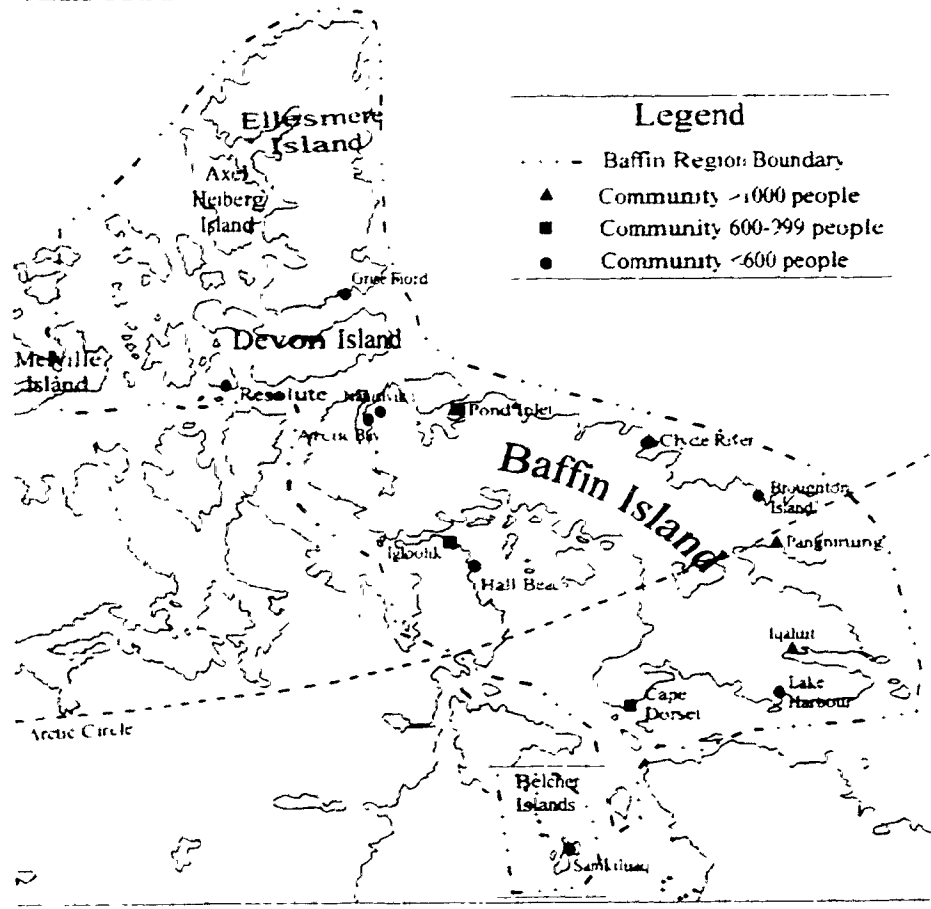 Ellesmere
Island
Axel
Heiberg
Island
Legend
Baffin Region Boundary
Community >1000 people
Community 600-999 people
Community <600 people
Grise Fiord
Devon Island
Melville
Island
Resolute
Nanisivik
Arctic Bay
Pond Inlet
Clyde River
Baffin Island
Broughton
Island
Pangnirtung
Igloolik
Hall Beach
Iqaluit
Lake
Harbour
Cape
Dorset
Arctic Circle
Belcher
Islands
Sanikiluaq